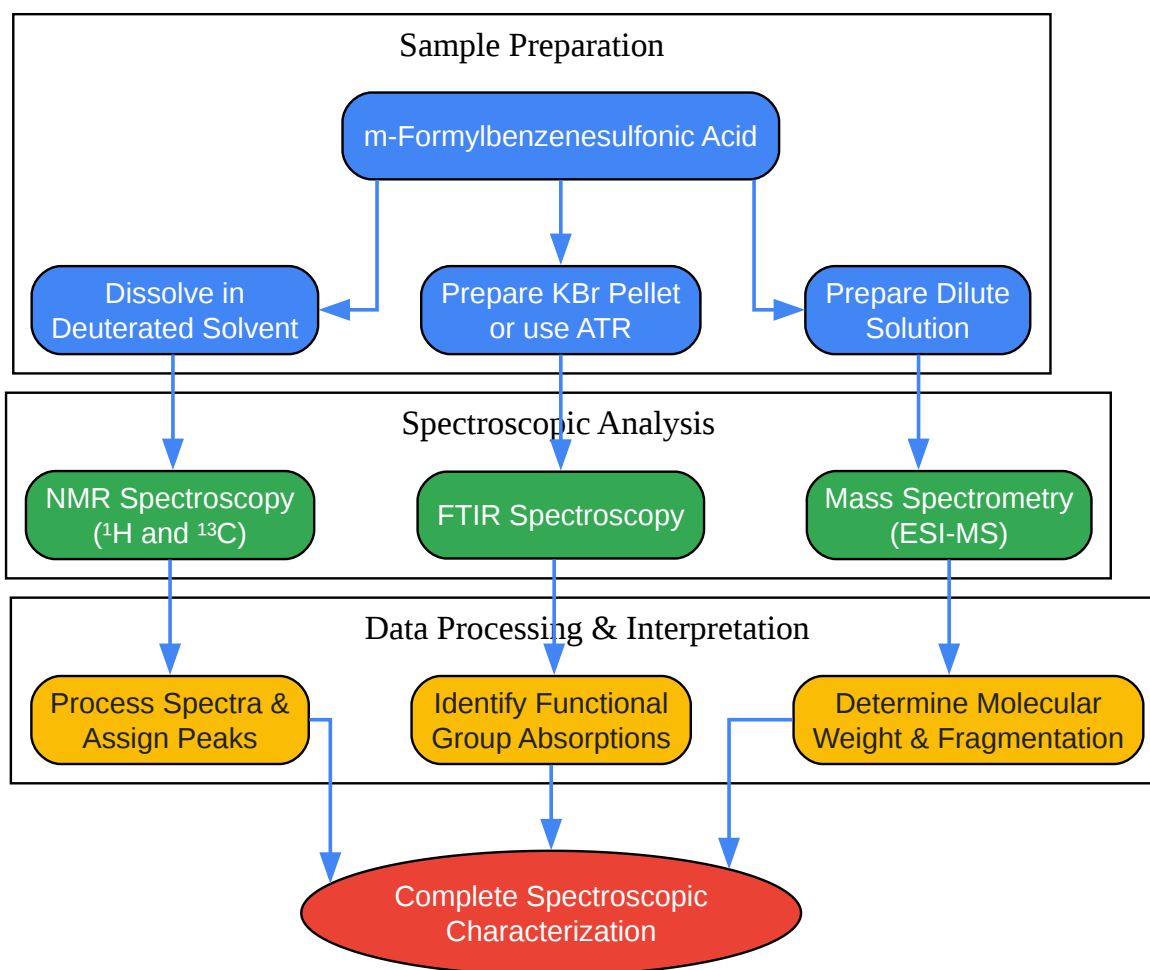 Sample Preparation
m-Formylbenzenesulfonic Acid
Dissolve in
Deuterated Solvent
Prepare KBr Pellet
or use ATR
Prepare Dilute
Solution
Spectroscopic Analysis
NMR Spectroscopy
(¹H and ¹³C)
FTIR Spectroscopy
Mass Spectrometry
(ESI-MS)
Data Processing & Interpretation
Process Spectra &
Assign Peaks
Identify Functional
Group Absorptions
Determine Molecular
Weight & Fragmentation
Complete Spectroscopic
Characterization